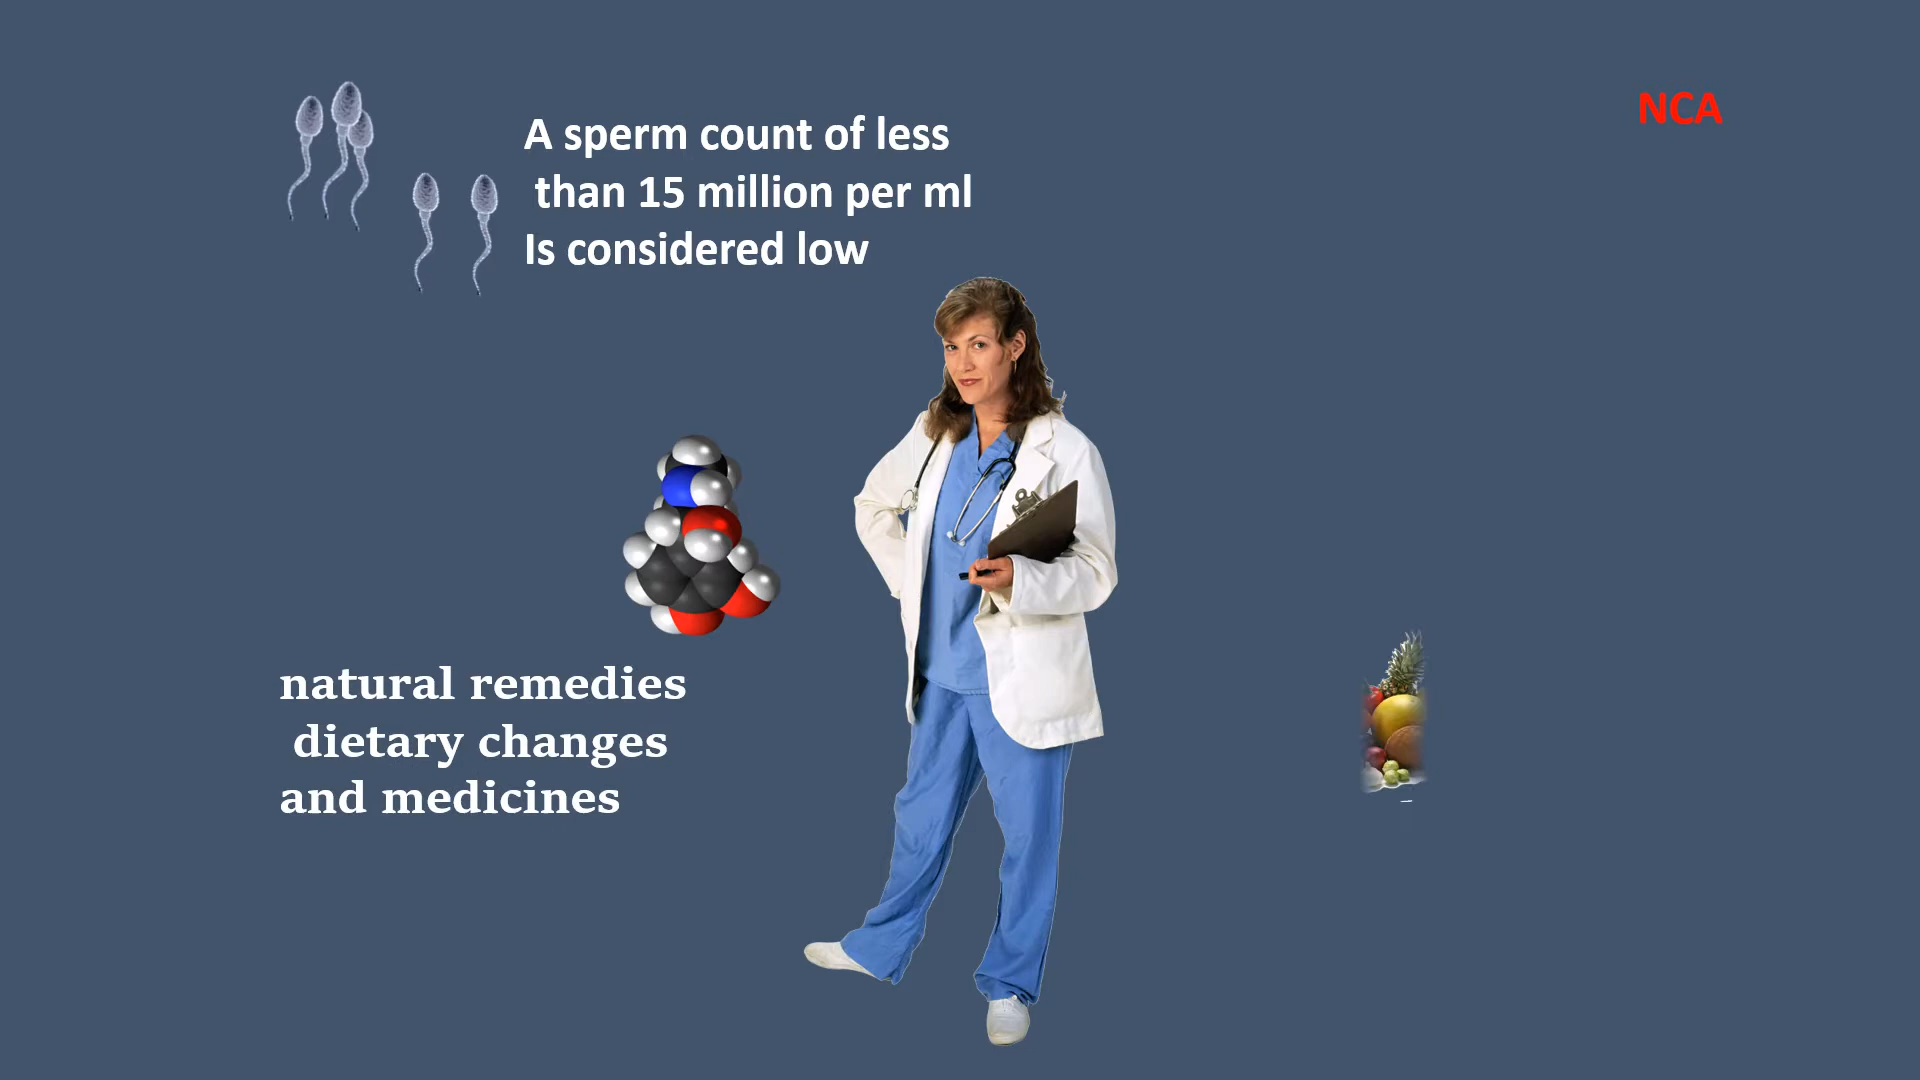 NCA
A sperm count of less
than 15 million per ml
Is considered low
natural remedies
dietary changes
and medicines